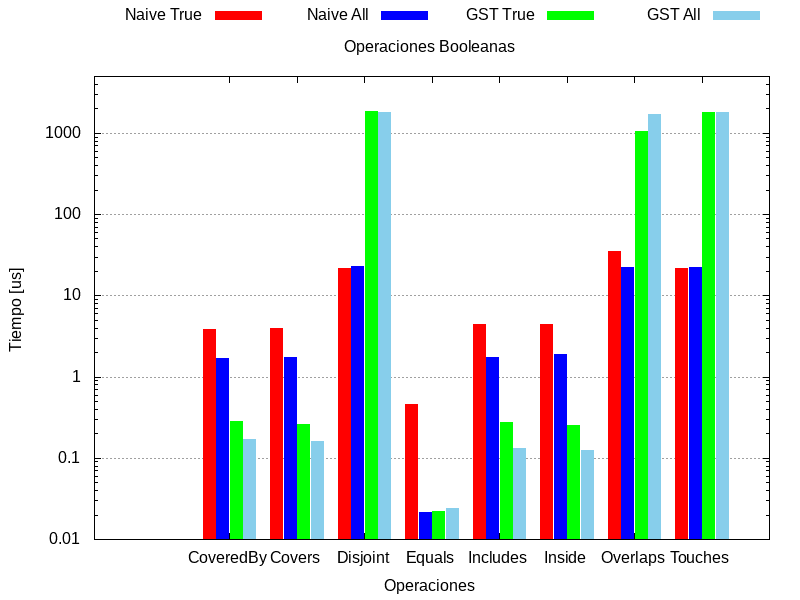 Naive True Naive All GST True GST All
Operaciones Booleanas
1000
100
10
1
0.1
0.01
Tiempo [us]
CoveredBy Covers Disjoint Equals Includes Inside Overlaps Touches
Operaciones